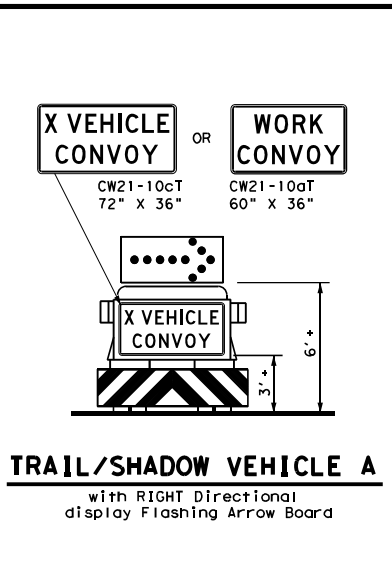 X VEHICLE
CONVOY
OR
WORK
CONVOY
CW21-10cT
72" X 36"
CW21-10aT
60" X 36"
X VEHICLE
CONVOY
6'+
3'+
TRAIL/SHADOW VEHICLE A
with RIGHT Directional
display Flashing Arrow Board